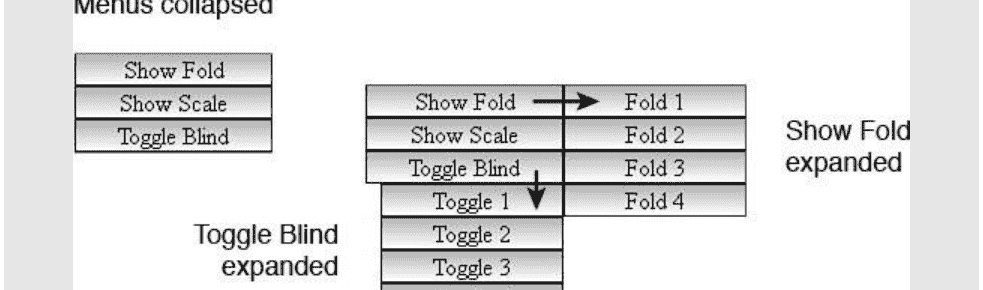 Menus collapsed
Show Fold
Show Scale
Toggle Blind
Show Fold
Fold 1
Show Scale
Fold 2
Toggle Blind
Fold 3
Toggle 1
Fold 4
Toggle 2
Toggle 3
Show Fold
expanded
Toggle Blind
expanded